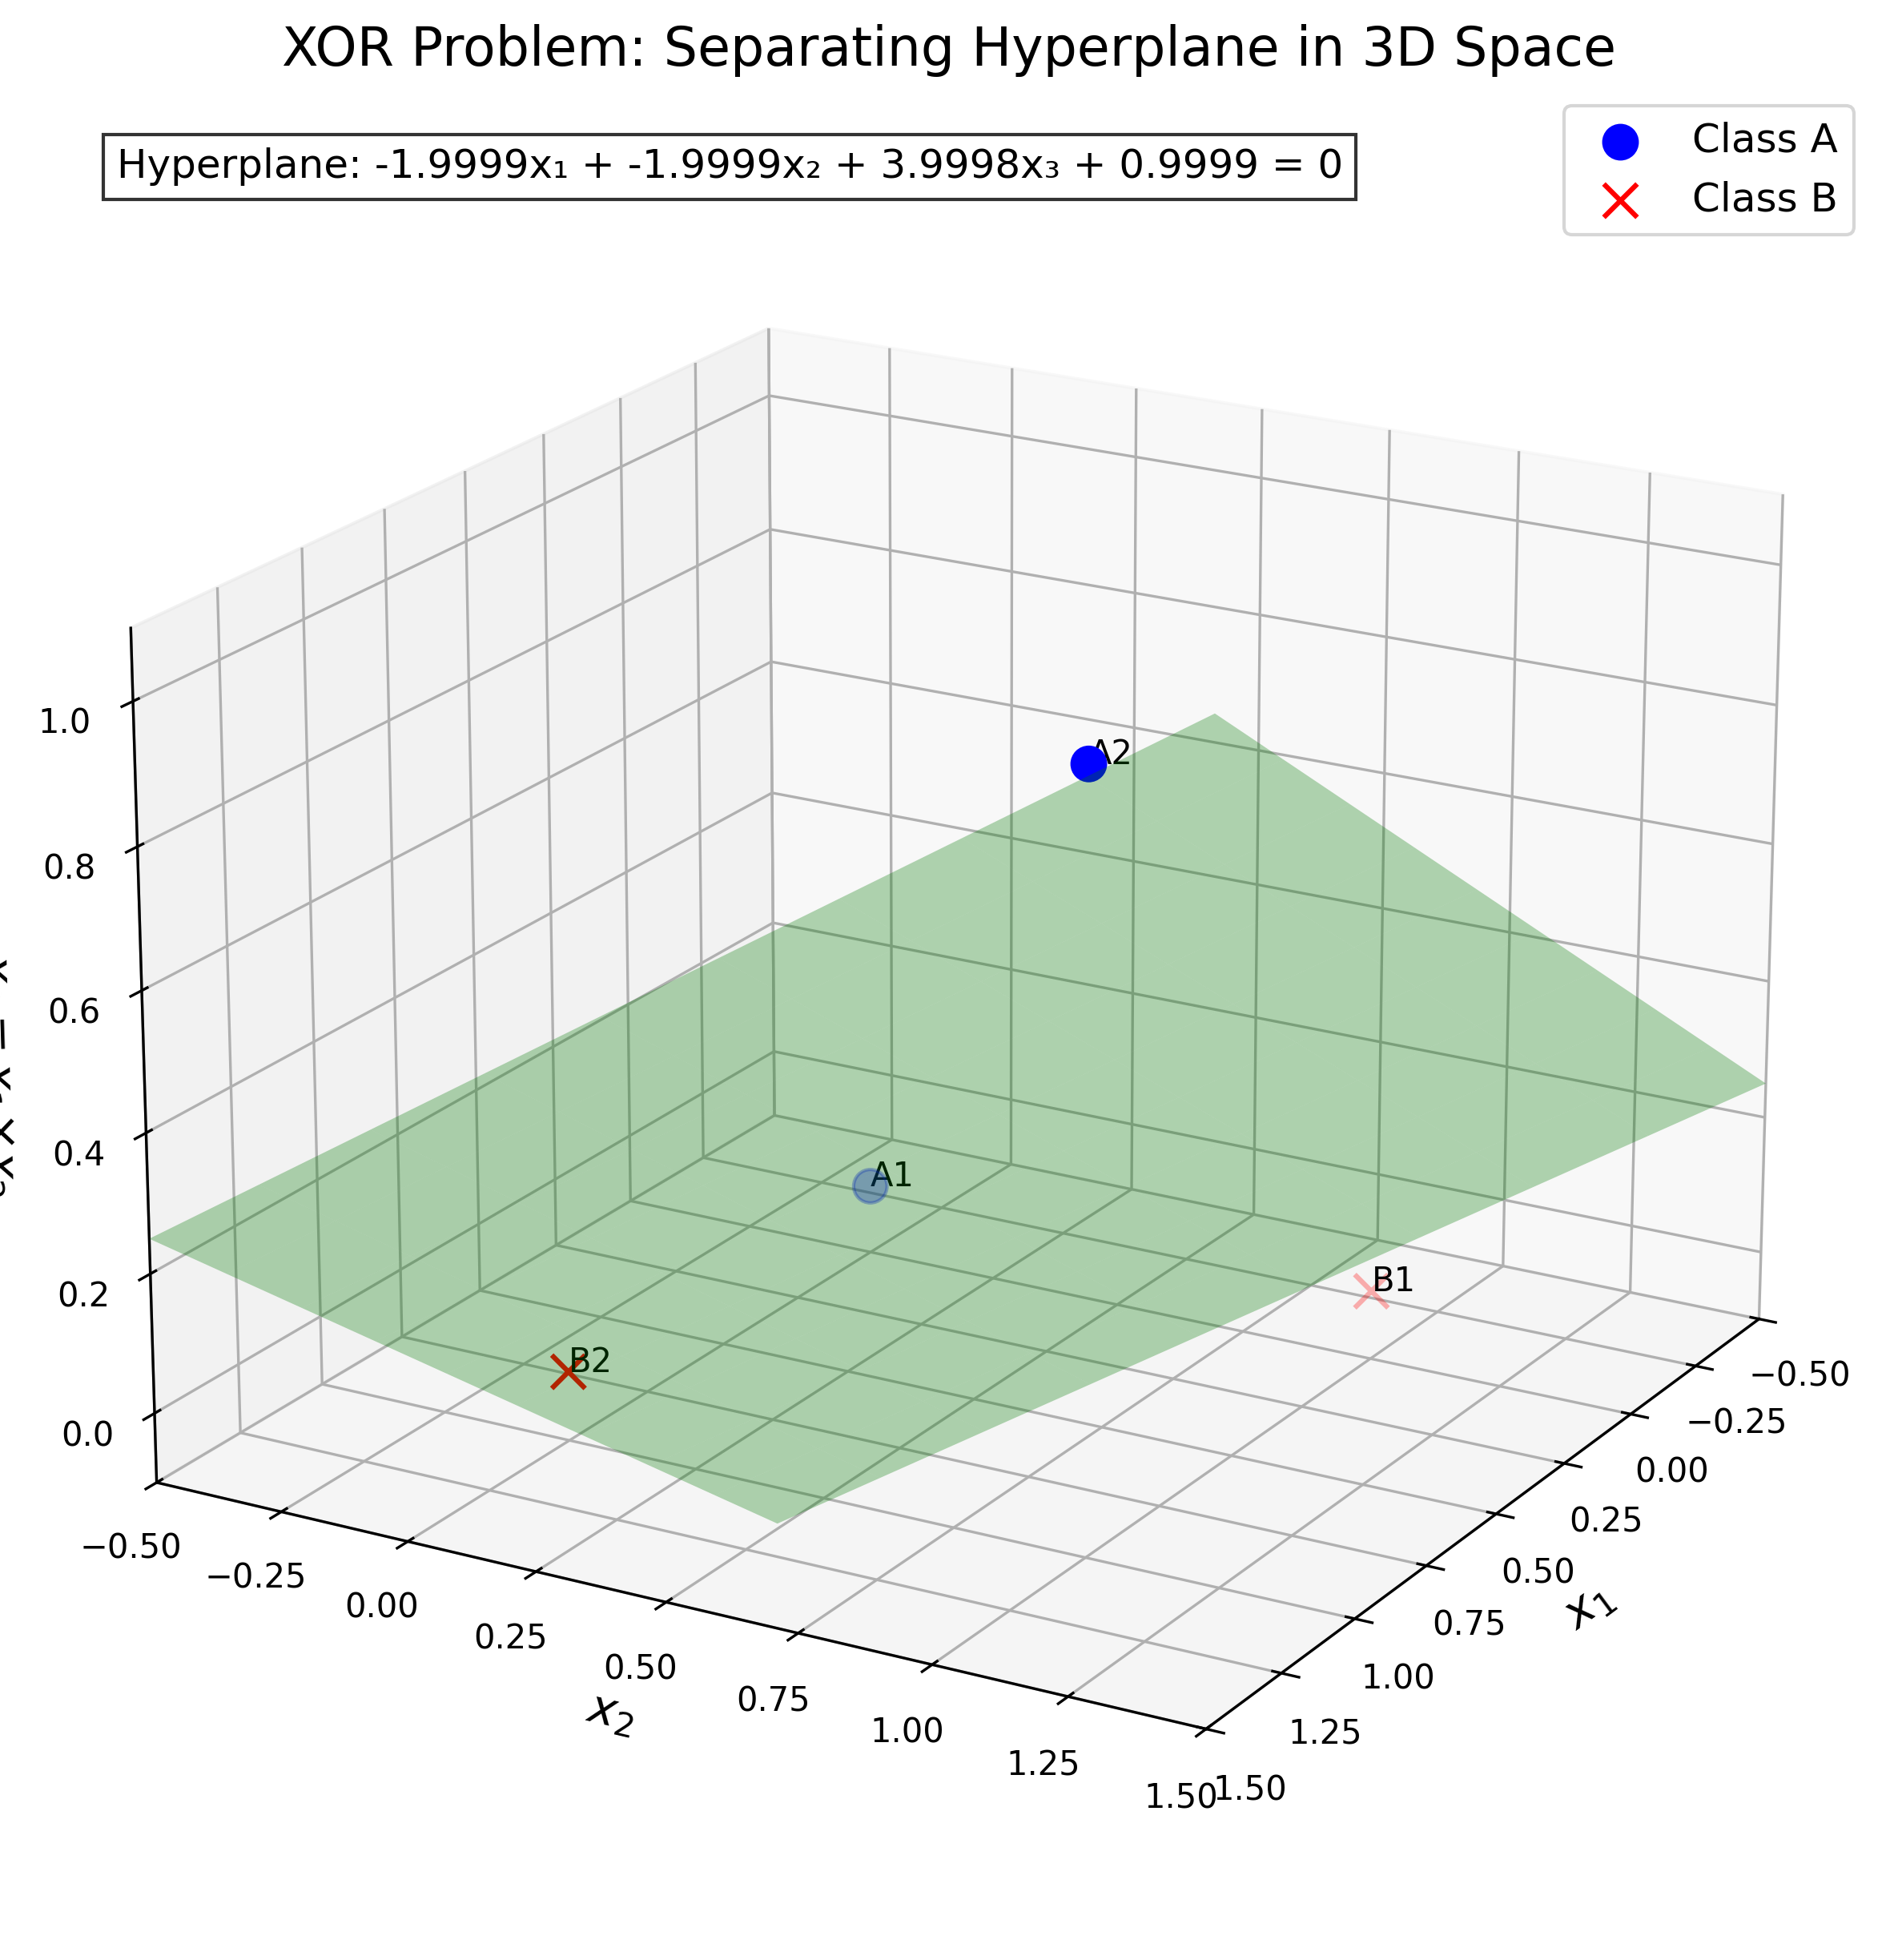 XOR Problem: Separating Hyperplane in 3D Space
Hyperplane: -1.9999x₁ + -1.9999x₂ + 3.9998x₃ + 0.9999 = 0
Class A
Class B
A2
A1
B1
B2
1.0
0.8
0.6
0.4
0.2
0.0
−0.50
−0.25
0.00
0.25
0.50
0.75
1.00
1.25
1.50
x₂
−0.50
−0.25
0.00
0.25
0.50
0.75
1.00
1.25
1.50
x₁